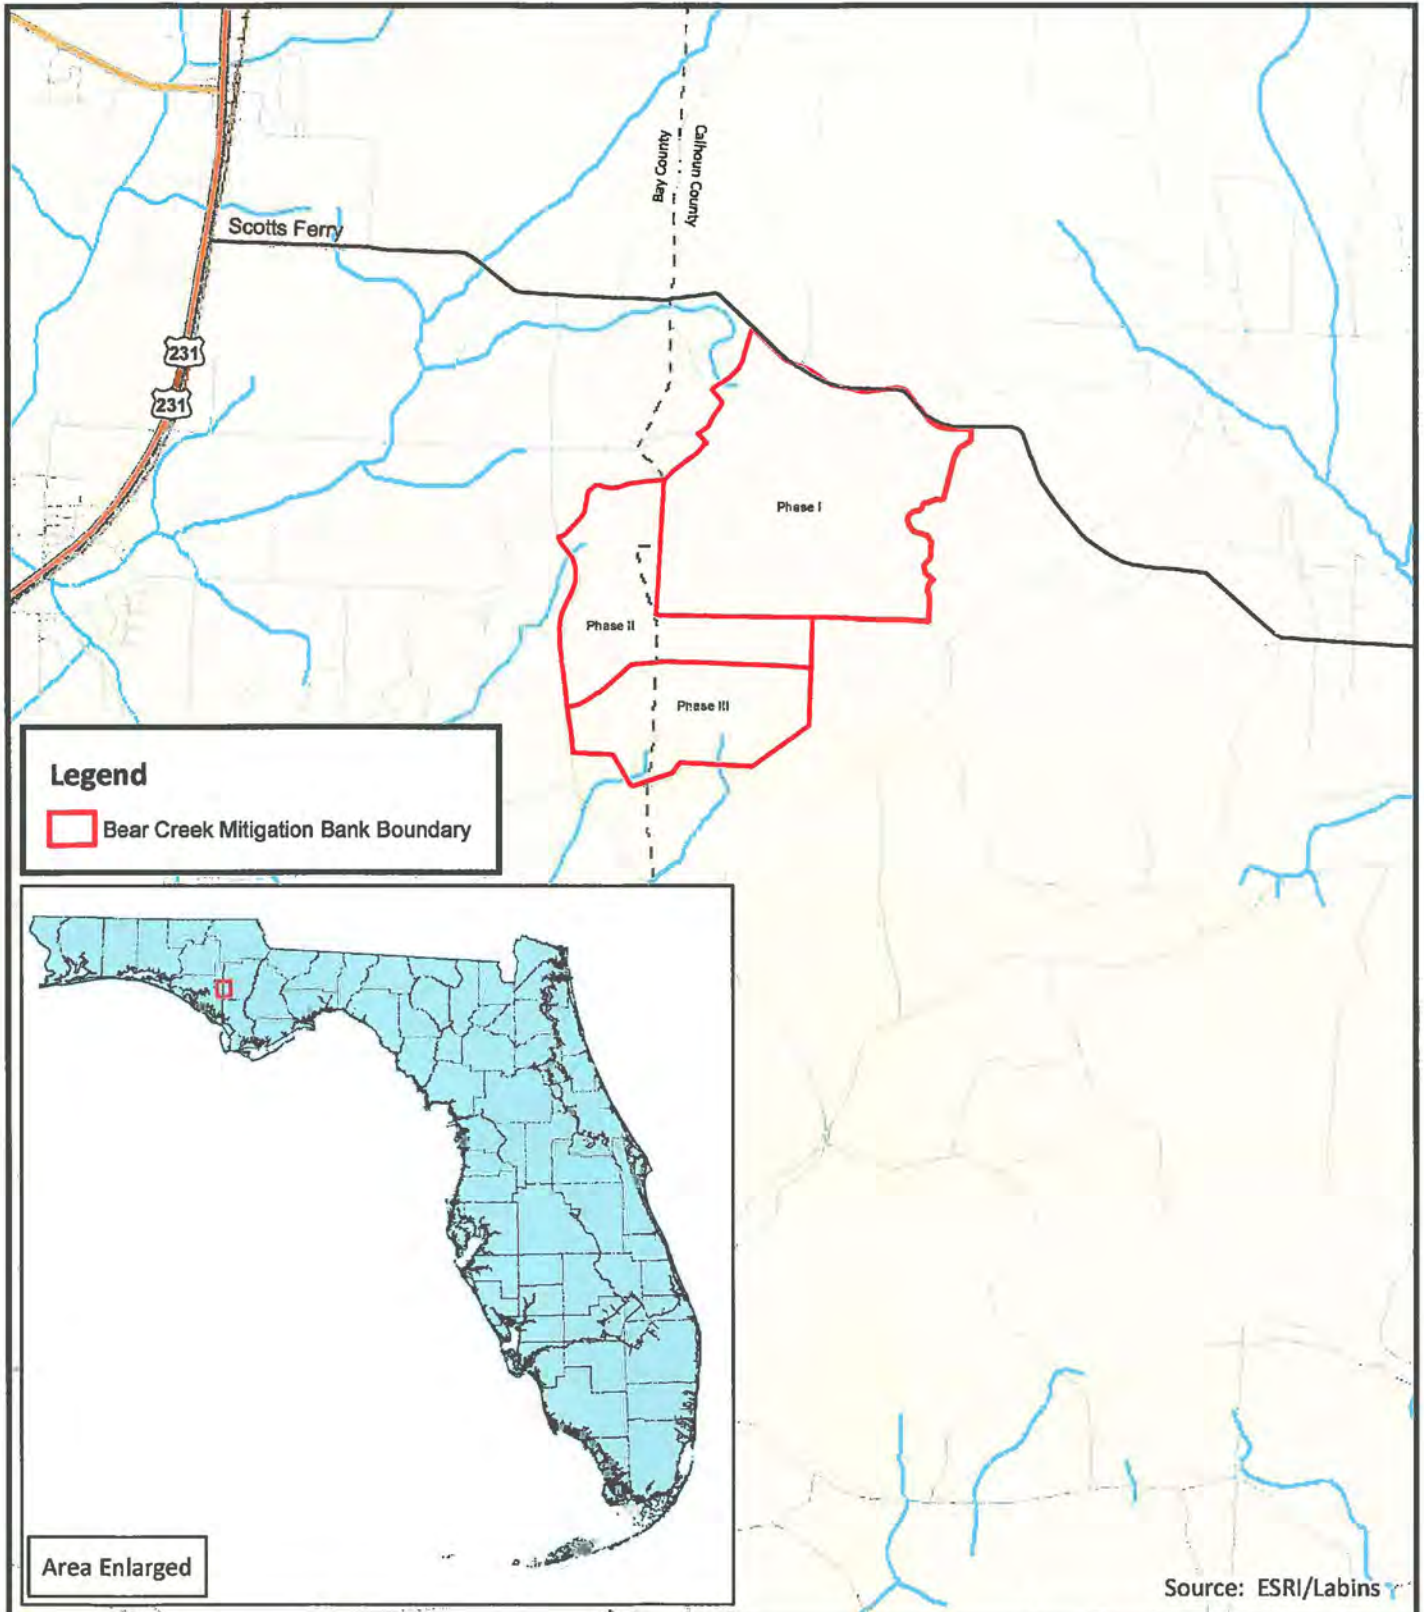 Bay County
Calhoun County
Scotts Ferry
231
231
Phase I
Phase II
Phase III
Legend
Bear Creek Mitigation Bank Boundary
Area Enlarged
Source: ESRI/Labins